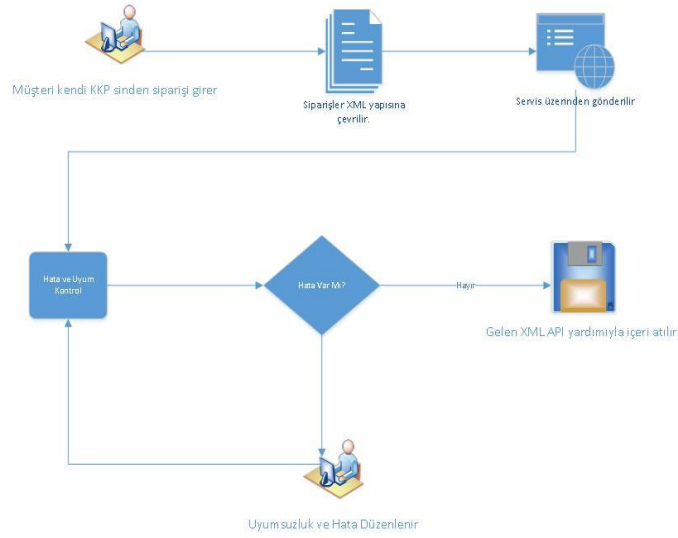 Müşteri kendi KKP sinden siparişi girer
Siparişler XML yapısına
çevrilir.
Servis üzerinden gönderilir
Hata ve Uyum
Kontrol
Hata Var Mı?
Hayır
Gelen XML API yardımıyla içeri atılır
Uyumsuzluk ve Hata Düzenlenir